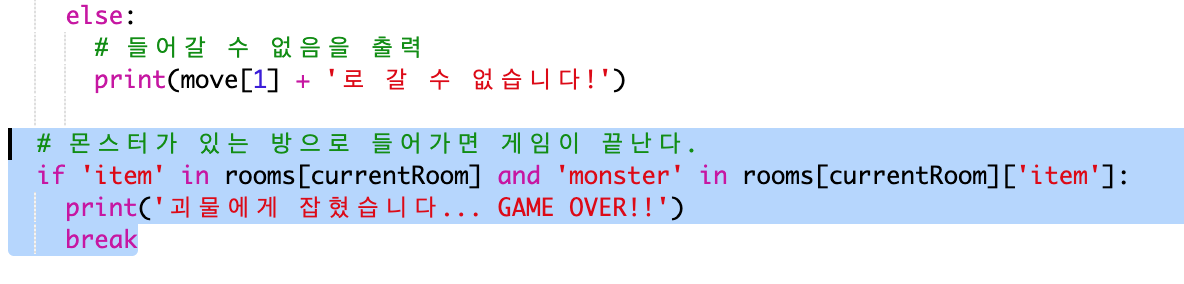 else:
# 들어갈 수 없음을 출력
print(move[1] + '로 갈 수 없습니다!')
# 몬스터가 있는 방으로 들어가면 게임이 끝난다.
if 'item' in rooms[currentRoom] and 'monster' in rooms[currentRoom]['item']:
print('괴물에게 잡혔습니다... GAME OVER!!')
break